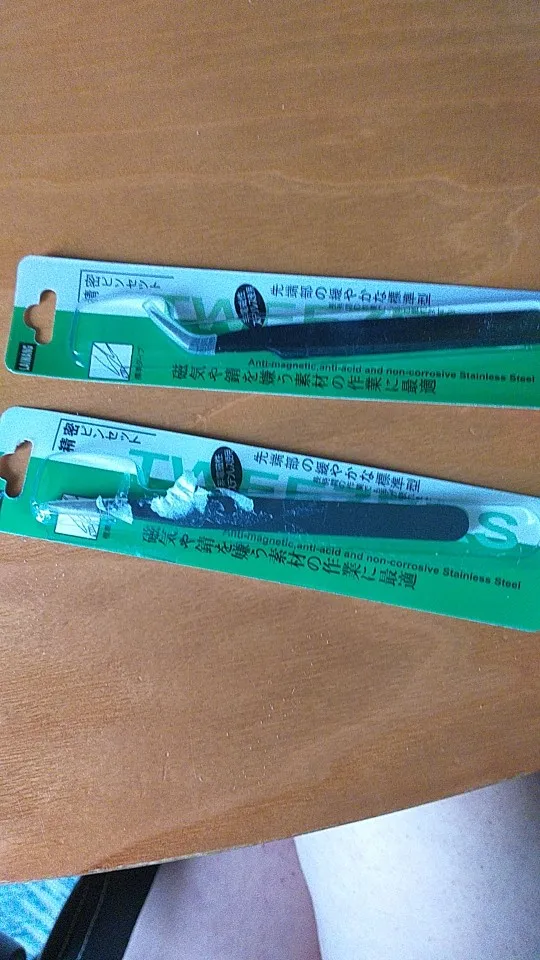 精密ピンセット
TWEEZERS
先端部の緩やかな標準型
Anti-magnetic,anti-acid and non-corrosive Stainless Steel
磁気や錆を嫌う素材の作業に最適
精密ピンセット
TWEEZERS
先端部の緩やかな標準型
Anti-magnetic,anti-acid and non-corrosive Stainless Steel
磁気や錆を嫌う素材の作業に最適